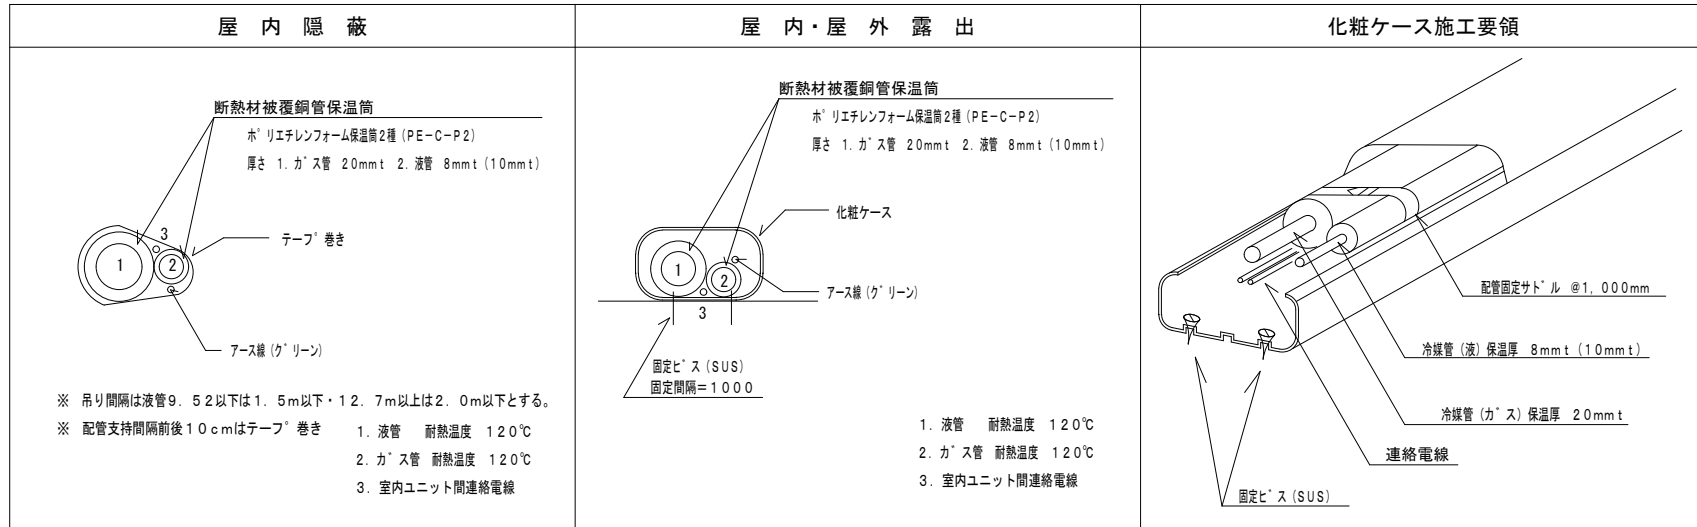 屋内隠蔽
断熱材被覆銅管保温筒
ポリエチレンフォーム保温筒2種(PE-C-P2)
厚さ 1. ガス管 20mmt 2. 液管 8mmt(10mmt)
3
テープ巻き
1
2
アース線(グリーン)
※ 吊り間隔は液管9.52以下は1.5m以下・12.7m以上は2.0m以下とする。
※ 配管支持間隔前後10cmはテープ巻き
1. 液管 耐熱温度 120℃
2. ガス管 耐熱温度 120℃
3. 室内ユニット間連絡電線
屋内・屋外露出
断熱材被覆銅管保温筒
ポリエチレンフォーム保温筒2種(PE-C-P2)
厚さ 1. ガス管 20mmt 2. 液管 8mmt(10mmt)
化粧ケース
1
2
アース線(グリーン)
3
固定ビス(SUS)
固定間隔=1000
1. 液管 耐熱温度 120℃
2. ガス管 耐熱温度 120℃
3. 室内ユニット間連絡電線
化粧ケース施工要領
配管固定サドル @1,000mm
冷媒管(液)保温厚 8mmt(10mmt)
冷媒管(ガス)保温厚 20mmt
連絡電線
固定ビス(SUS)